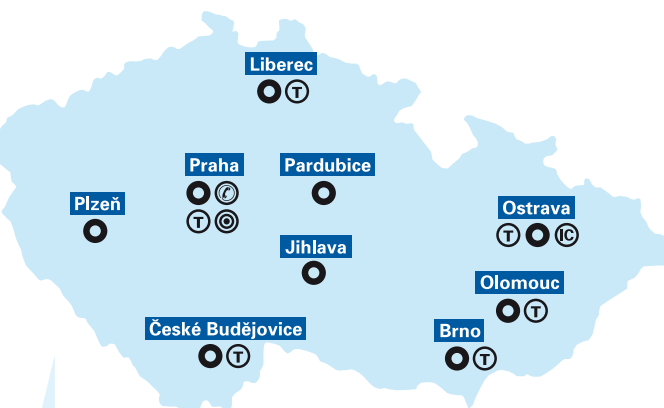 Liberec
T
Praha
T
Pardubice
Plzeň
Ostrava
T IC
Jihlava
Olomouc
T
České Budějovice
T
Brno
T